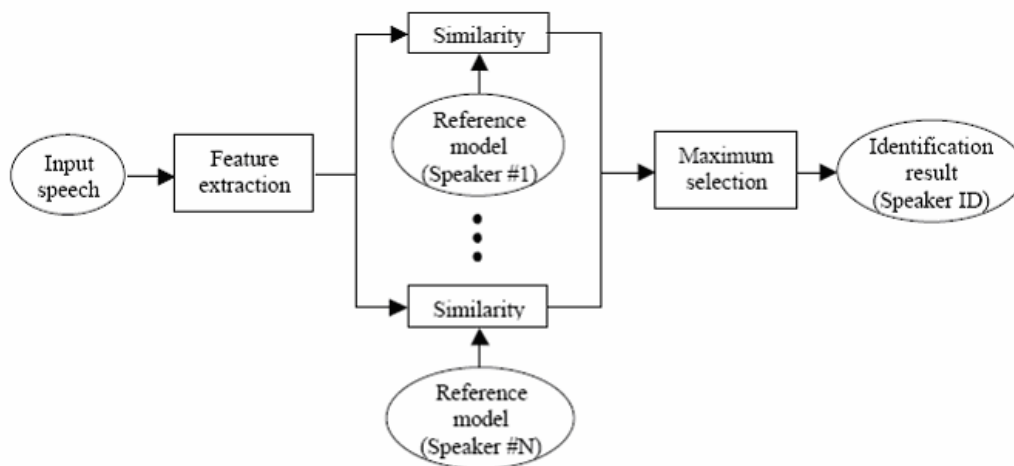 Similarity
Reference
model
(Speaker #1)
Input
speech
Feature
extraction
Maximum
selection
Identification
result
(Speaker ID)
Similarity
Reference
model
(Speaker #N)